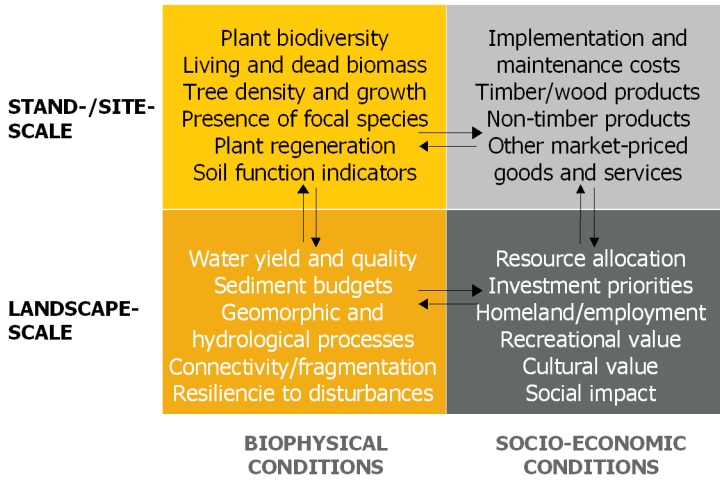 STAND-/SITE-
SCALE
Plant biodiversity
Living and dead biomass
Tree density and growth
Presence of focal species
Plant regeneration
Soil function indicators
Implementation and
maintenance costs
Timber/wood products
Non-timber products
Other market-priced
goods and services
LANDSCAPE-
SCALE
Water yield and quality
Sediment budgets
Geomorphic and
hydrological processes
Connectivity/fragmentation
Resiliencie to disturbances
Resource allocation
Investment priorities
Homeland/employment
Recreational value
Cultural value
Social impact
BIOPHYSICAL
CONDITIONS
SOCIO-ECONOMIC
CONDITIONS